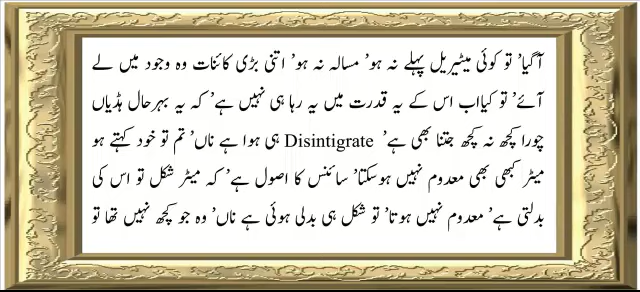 آگیا’ تو کوئی میٹیریل پہلے نہ ہو’ مسالہ نہ ہو’ اتنی بڑی کائنات وہ وجود میں لے
آئے’ تو کیااب اس کے یہ قدرت میں یہ رہا ہی نہیں ہے’ کہ یہ بہرحال ہڈیاں
چورا کچھ نہ کچھ جتنا بھی ہے’ Disintigrate ہی ہوا ہے ناں’ تم تو خود کہتے ہو
میٹر کبھی بھی معدوم نہیں ہوسکتا’ سائنس کا اصول ہے’ کہ میٹر شکل تو اس کی
بدلتی ہے’ معدوم نہیں ہوتا’ تو شکل ہی بدلی ہوئی ہے ناں’ وہ جو کچھ نہیں تھا تو